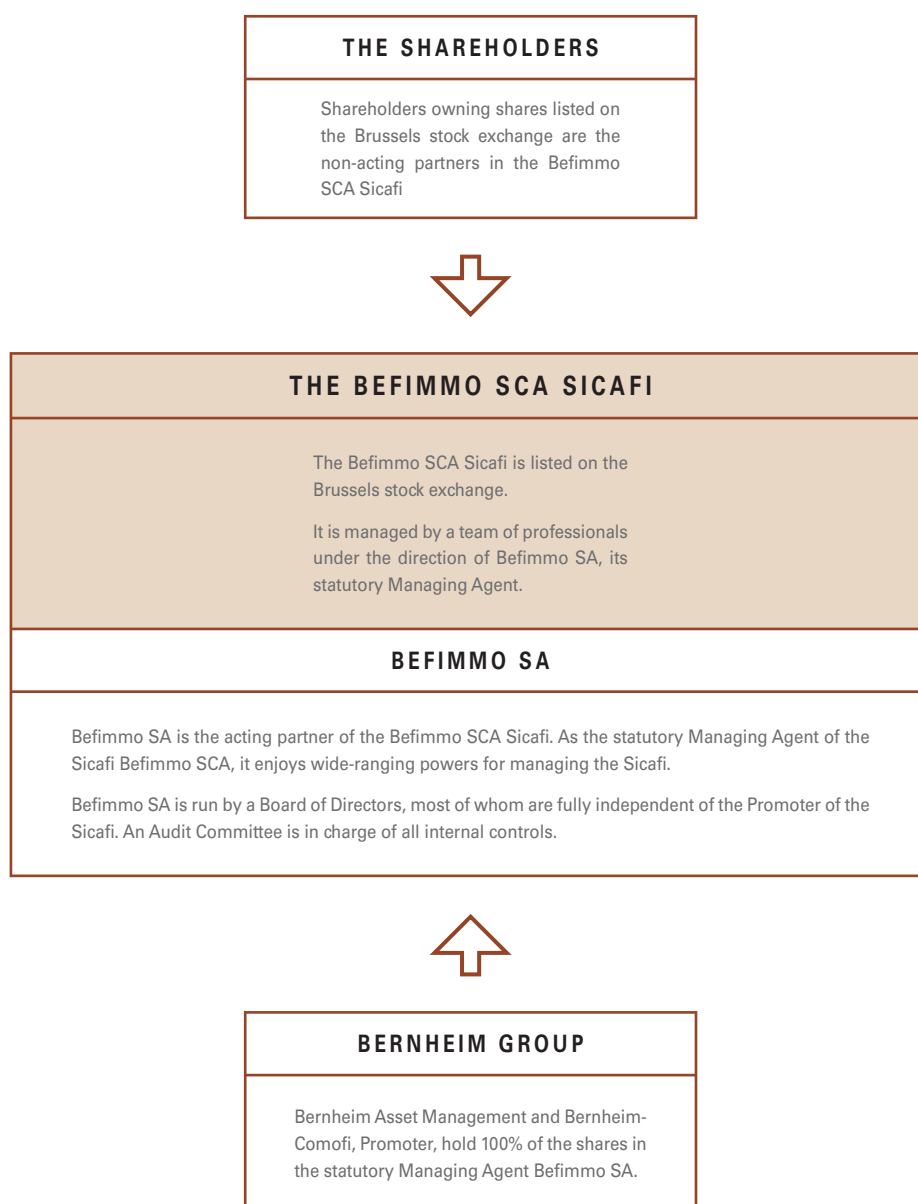 THE SHAREHOLDERS
Shareholders owning shares listed on
the Brussels stock exchange are the
non-acting partners in the Befimmo
SCA Sicafi
THE BEFIMMO SCA SICAFI
The Befimmo SCA Sicafi is listed on the
Brussels stock exchange.
It is managed by a team of professionals
under the direction of Befimmo SA, its
statutory Managing Agent.
BEFIMMO SA
Befimmo SA is the acting partner of the Befimmo SCA Sicafi. As the statutory Managing Agent of the
Sicafi Befimmo SCA, it enjoys wide-ranging powers for managing the Sicafi.
Befimmo SA is run by a Board of Directors, most of whom are fully independent of the Promoter of the
Sicafi. An Audit Committee is in charge of all internal controls.
BERNHEIM GROUP
Bernheim Asset Management and Bernheim-
Comofi, Promoter, hold 100% of the shares in
the statutory Managing Agent Befimmo SA.